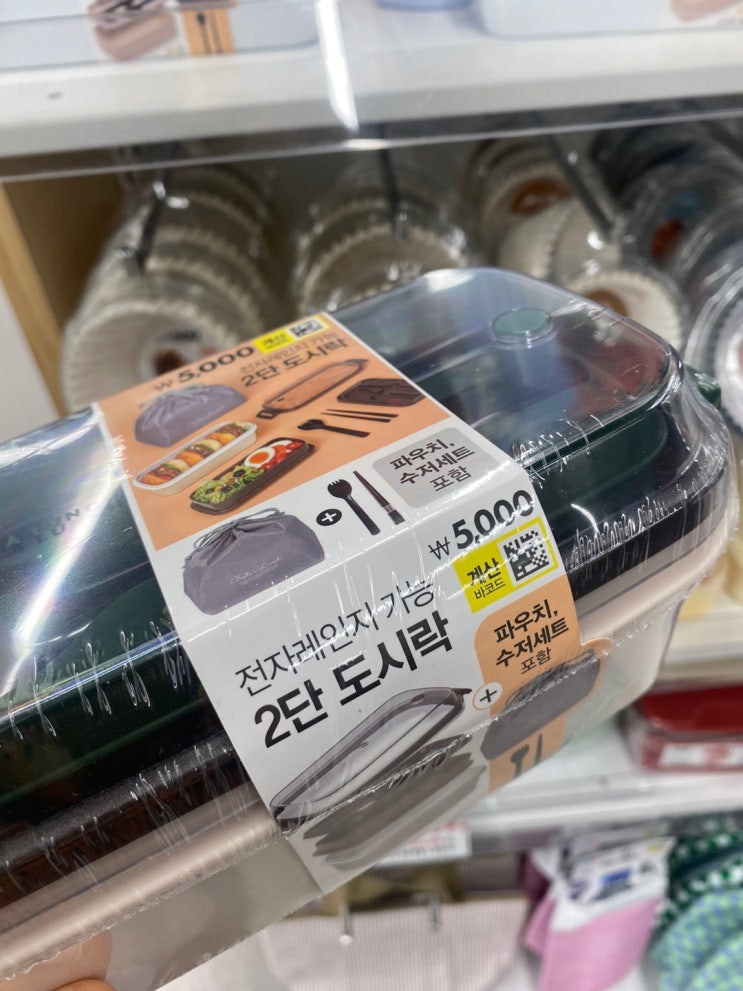 ₩5,000
계산
바코드
전자레인지 가능
2단 도시락
파우치,
수저세트
포함
₩5,000
계산
바코드
전자레인지 가능
2단 도시락
파우치,
수저세트
포함